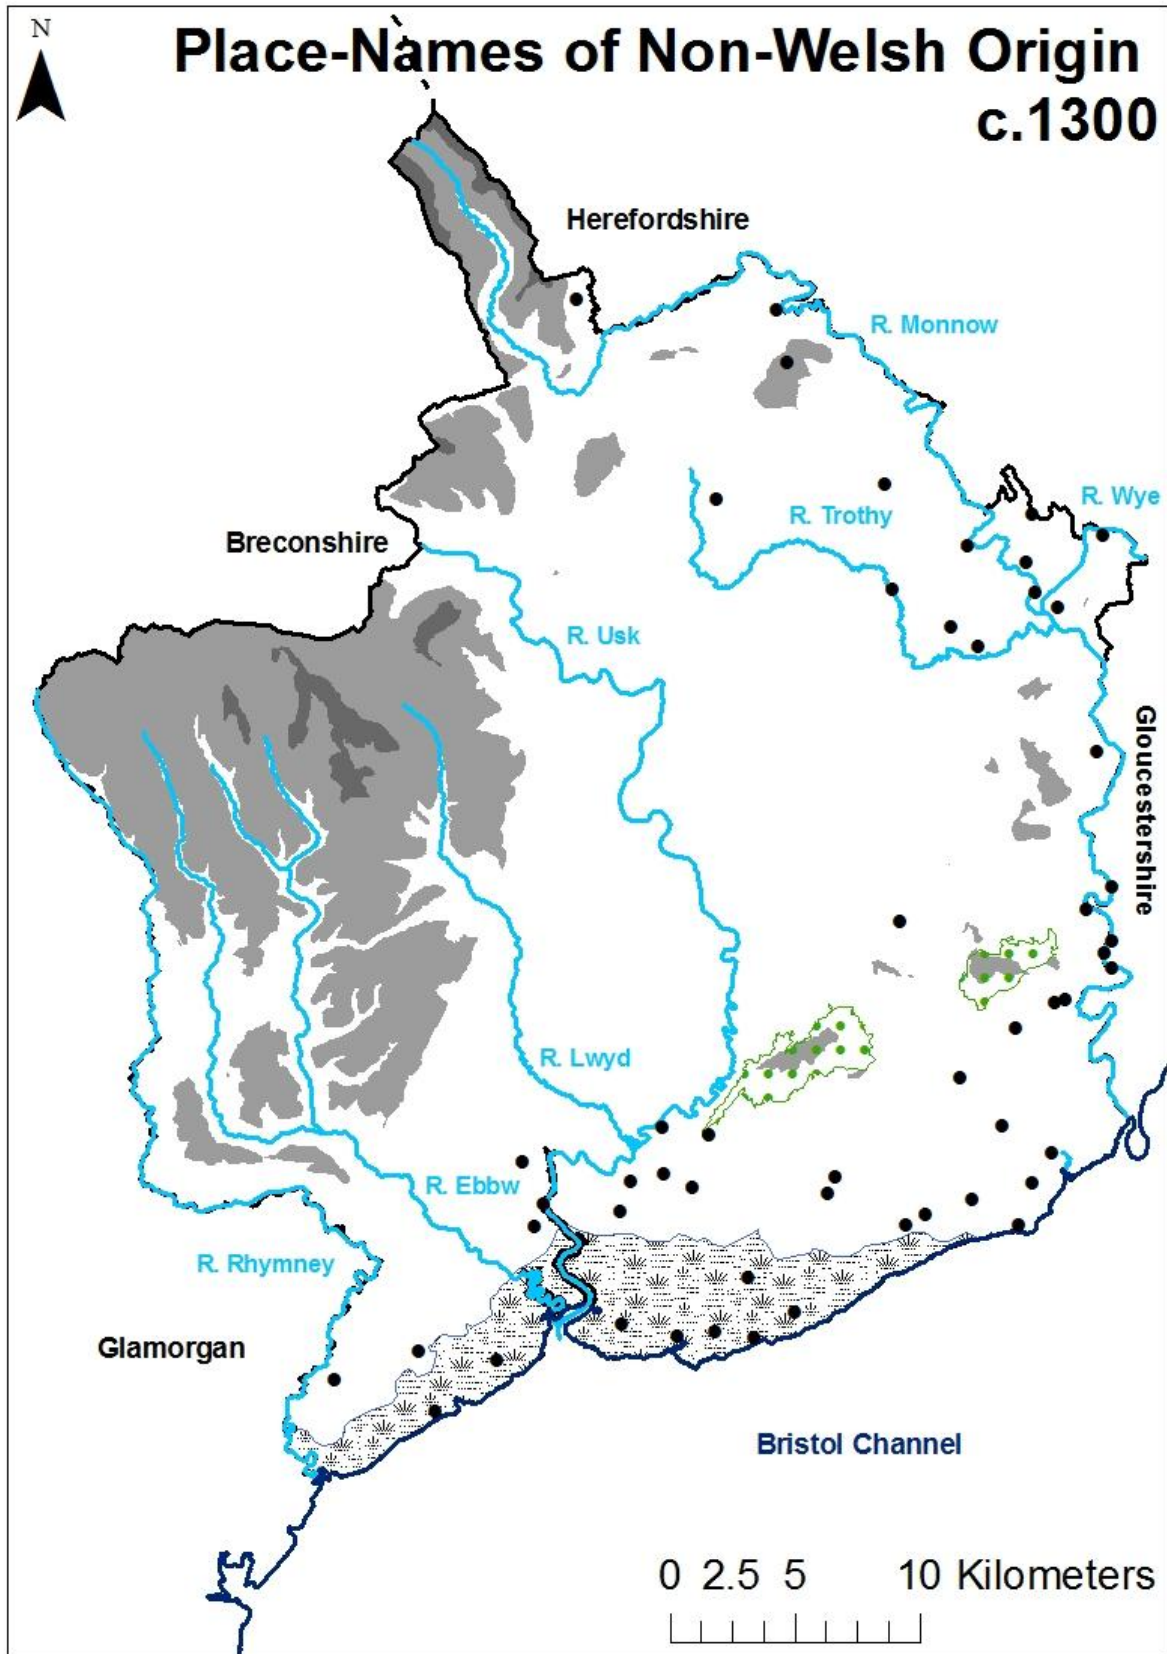 N
Place-Names of Non-Welsh Origin
c.1300
Herefordshire
R. Monnow
R. Wye
R. Trothy
Breconshire
R. Usk
Gloucestershire
R. Lwyd
R. Ebbw
R. Rhymney
Glamorgan
Bristol Channel
0 2.5 5 10 Kilometers